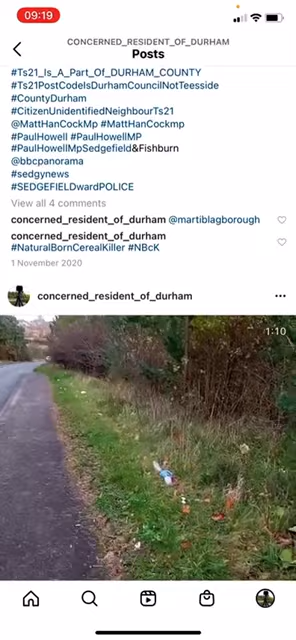 09:19
CONCERNED_RESIDENT_OF_DURHAM
Posts
#Ts21_Is_A_Part_Of_DURHAM_COUNTY
#Ts21PostCodeIsDurhamCouncilNotTeesside
#CountyDurham
#CitizenUnidentifiedNeighbourTs21
@MattHanCockMp #MattHanCockmp
#PaulHowell #PaulHowellMP
#PaulHowellMpSedgefield&Fishburn
@bbcpanorama
#sedgynews
#SEDGEFIELDwardPOLICE
View all 4 comments
concerned_resident_of_durham @martiblagborough
concerned_resident_of_durham
#NaturalBornCerealKiller #NBcK
1 November 2020
concerned_resident_of_durham
1:10